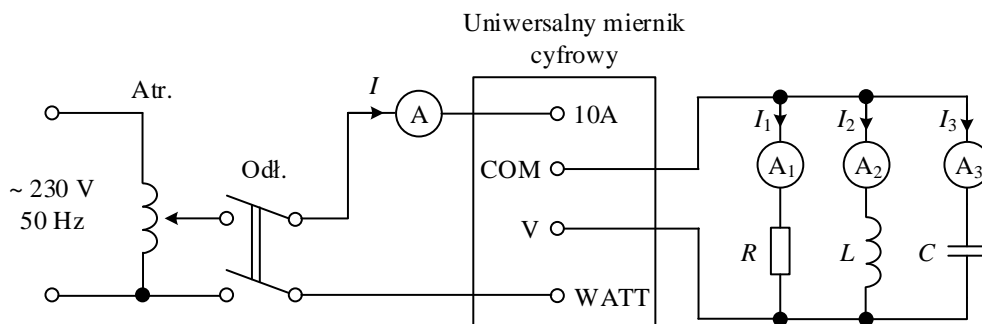 Uniwersalny miernik
cyfrowy
Atr.
I
A
10A
I₁
I₂
I₃
COM
A₁
A₂
A₃
Odł.
~ 230 V
50 Hz
V
R
L
C
WATT